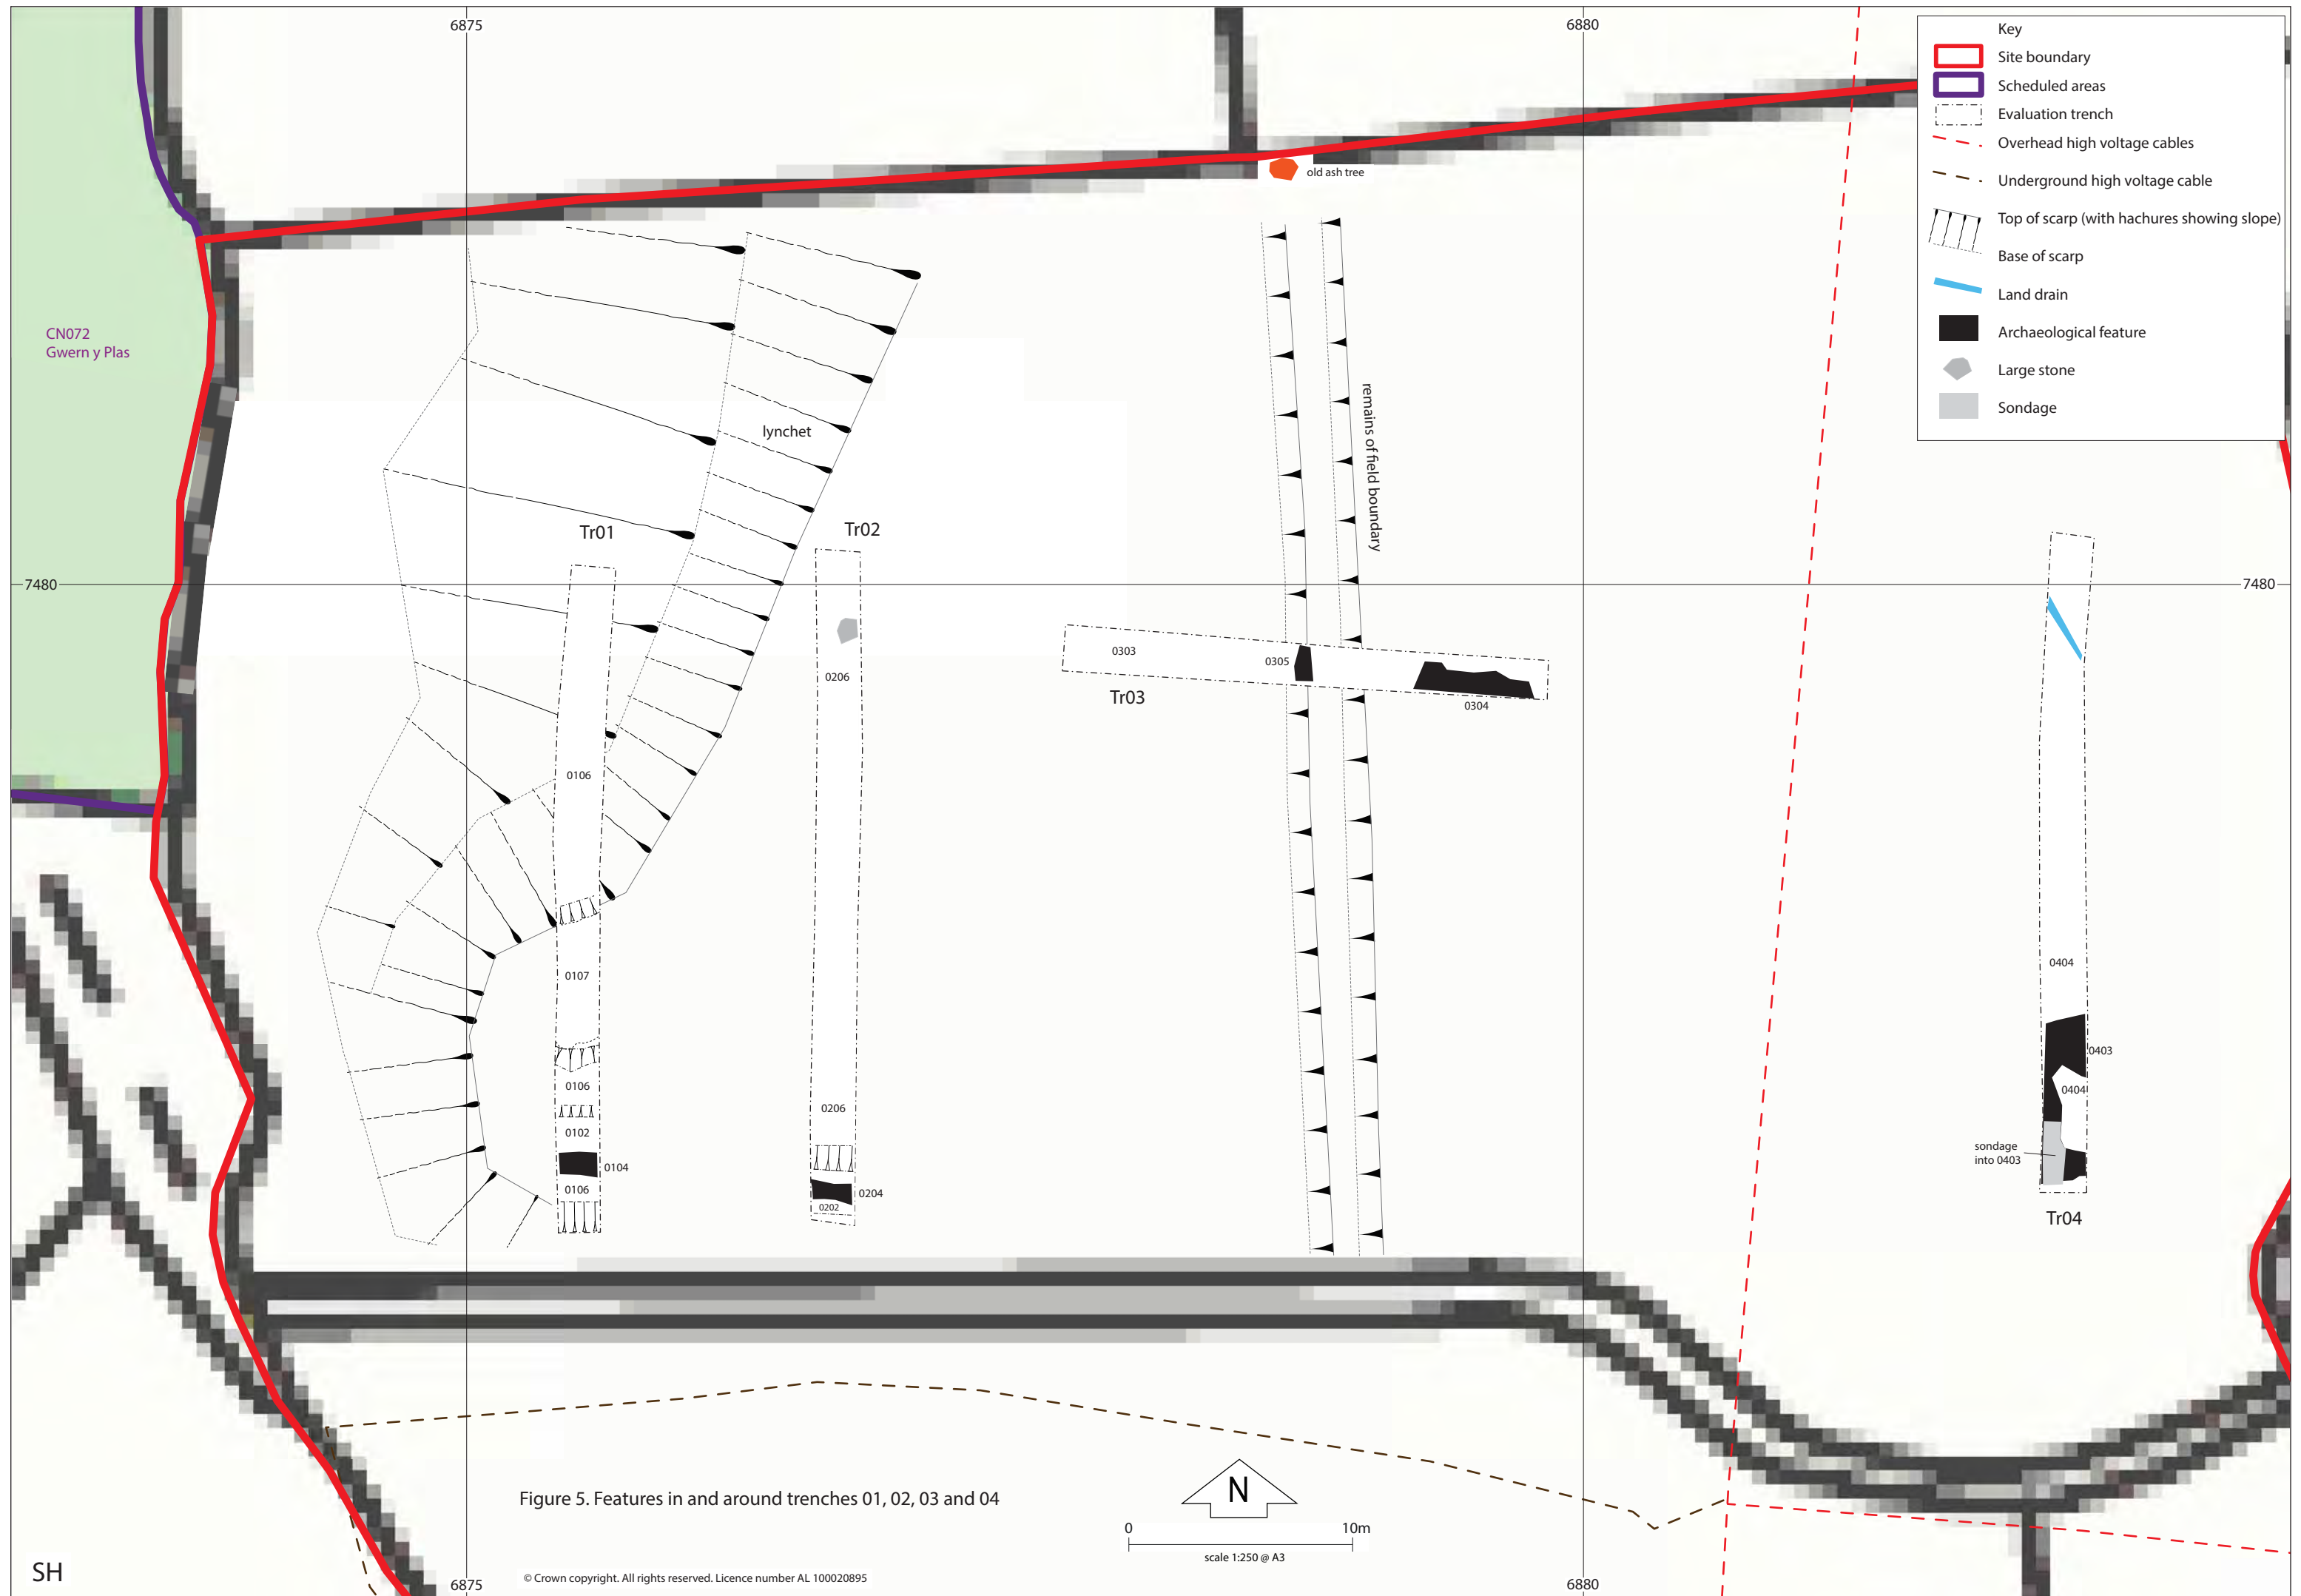 6875
6880
Key
Site boundary
Scheduled areas
Evaluation trench
Overhead high voltage cables
Underground high voltage cable
Top of scarp (with hachures showing slope)
Base of scarp
Land drain
Archaeological feature
Large stone
Sondage
old ash tree
CN072
Gwern y Plas
lynchet
remains of field boundary
Tr01
Tr02
7480
7480
0303
0305
0206
Tr03
0304
0106
0404
0107
0403
0106
0404
0206
0102
sondage
into 0403
0104
0106
0204
0202
Tr04
Figure 5. Features in and around trenches 01, 02, 03 and 04
N
0
10m
scale 1:250 @ A3
SH
© Crown copyright. All rights reserved. Licence number AL 100020895
6875
6880